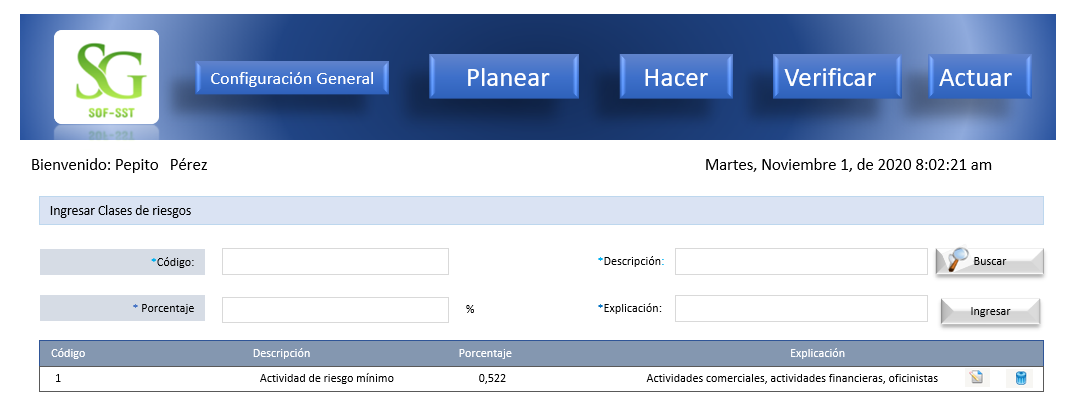 SG
SOF-SST
Configuración General Planear Hacer Verificar Actuar
Bienvenido: Pepito Pérez Martes, Noviembre 1, de 2020 8:02:21 am
Ingresar Clases de riesgos
*Código: *Descripción: Buscar
* Porcentaje % *Explicación: Ingresar
Código Descripción Porcentaje Explicación
1 Actividad de riesgo mínimo 0,522 Actividades comerciales, actividades financieras, oficinistas